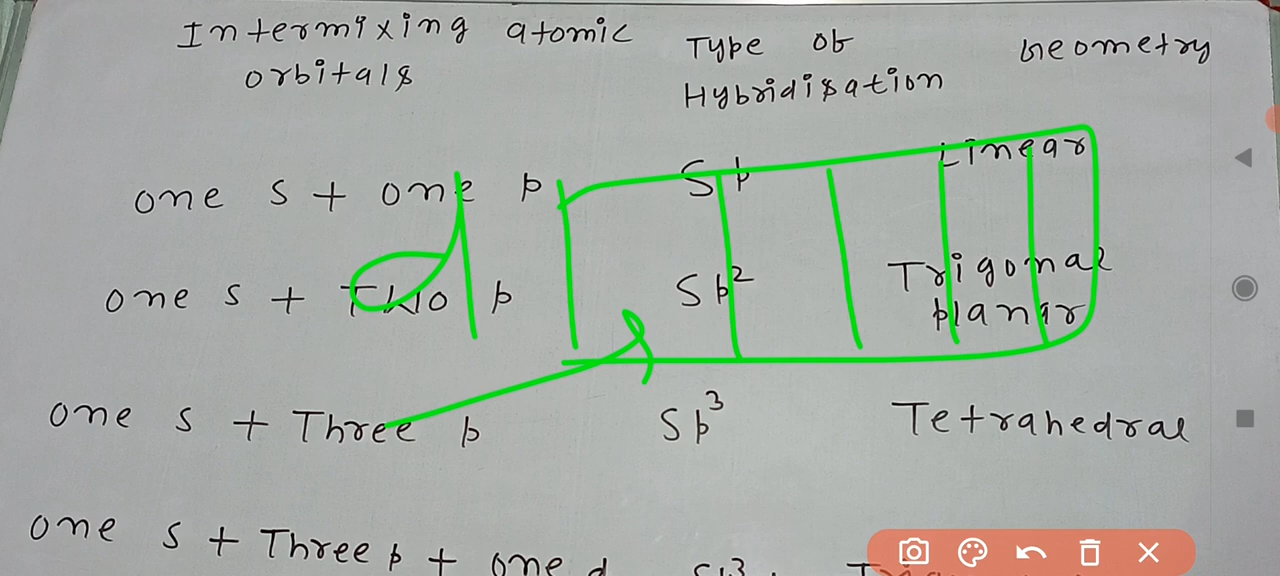 Intermixing atomic orbitals
Type of Hybridisation
Geometry
one s + one p
sp
Linear
one s + Two p
sp²
Trigonal planar
one s + Three p
sp³
Tetrahedral
one s + Three p + one d